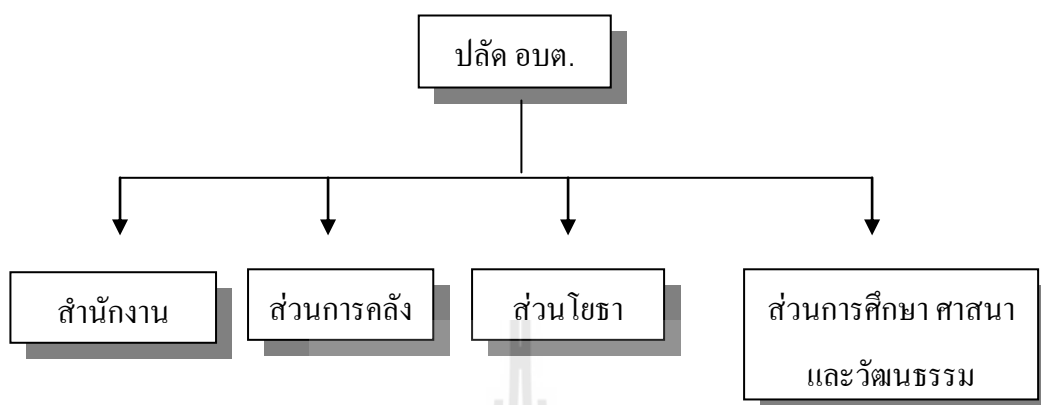 ปลัด อบต.
สำนักงาน
ส่วนการคลัง
ส่วนโยธา
ส่วนการศึกษา ศาสนา
และวัฒนธรรม